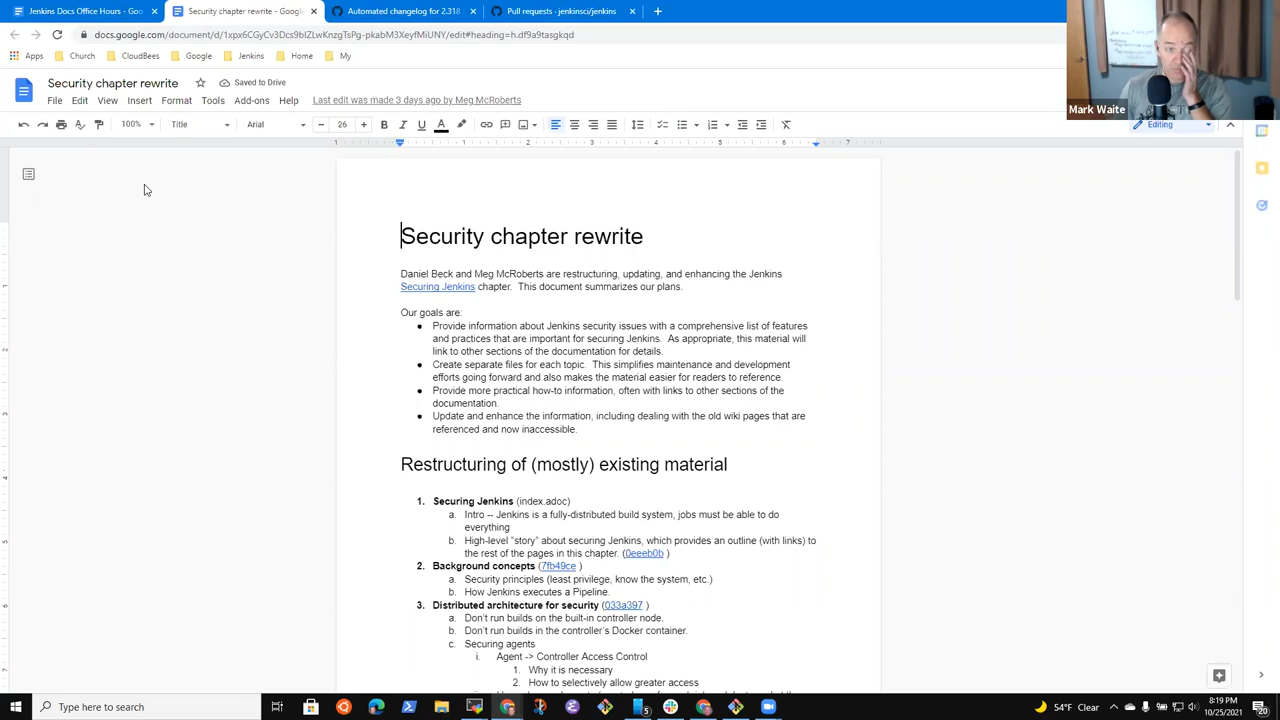 Jenkins Docs Office Hours - Goo
Security chapter rewrite - Google
Automated changelog for 2.318
Pull requests · jenkinsci/jenkins
docs.google.com/document/d/1xpx6CGyCv3Dcs9bIZLwKnzgTsPg-pkabM3XeyfMiUNY/edit#heading=h.df9a9tasgkqd
Apps Church CloudBees Google Jenkins Home My
Security chapter rewrite Saved to Drive
File Edit View Insert Format Tools Add-ons Help Last edit was made 3 days ago by Meg McRoberts
Mark Waite
100% Title Arial 26 Editing
1 1 2 3 4 5 6 7
Security chapter rewrite
Daniel Beck and Meg McRoberts are restructuring, updating, and enhancing the Jenkins
Securing Jenkins chapter. This document summarizes our plans.
Our goals are:
● Provide information about Jenkins security issues with a comprehensive list of features
and practices that are important for securing Jenkins. As appropriate, this material will
link to other sections of the documentation for details.
● Create separate files for each topic. This simplifies maintenance and development
efforts going forward and also makes the material easier for readers to reference.
● Provide more practical how-to information, often with links to other sections of the
documentation.
● Update and enhance the information, including dealing with the old wiki pages that are
referenced and now inaccessible.
Restructuring of (mostly) existing material
1. Securing Jenkins (index.adoc)
a. Intro -- Jenkins is a fully-distributed build system, jobs must be able to do
everything
b. High-level “story” about securing Jenkins, which provides an outline (with links) to
the rest of the pages in this chapter. (0eeeb0b )
2. Background concepts (7fb49ce )
a. Security principles (least privilege, know the system, etc.)
b. How Jenkins executes a Pipeline.
3. Distributed architecture for security (033a397 )
a. Don’t run builds on the built-in controller node.
b. Don’t run builds in the controller’s Docker container.
c. Securing agents
i. Agent -> Controller Access Control
1. Why it is necessary
2. How to selectively allow greater access
Type here to search
5
54°F Clear
8:19 PM
10/25/2021
20